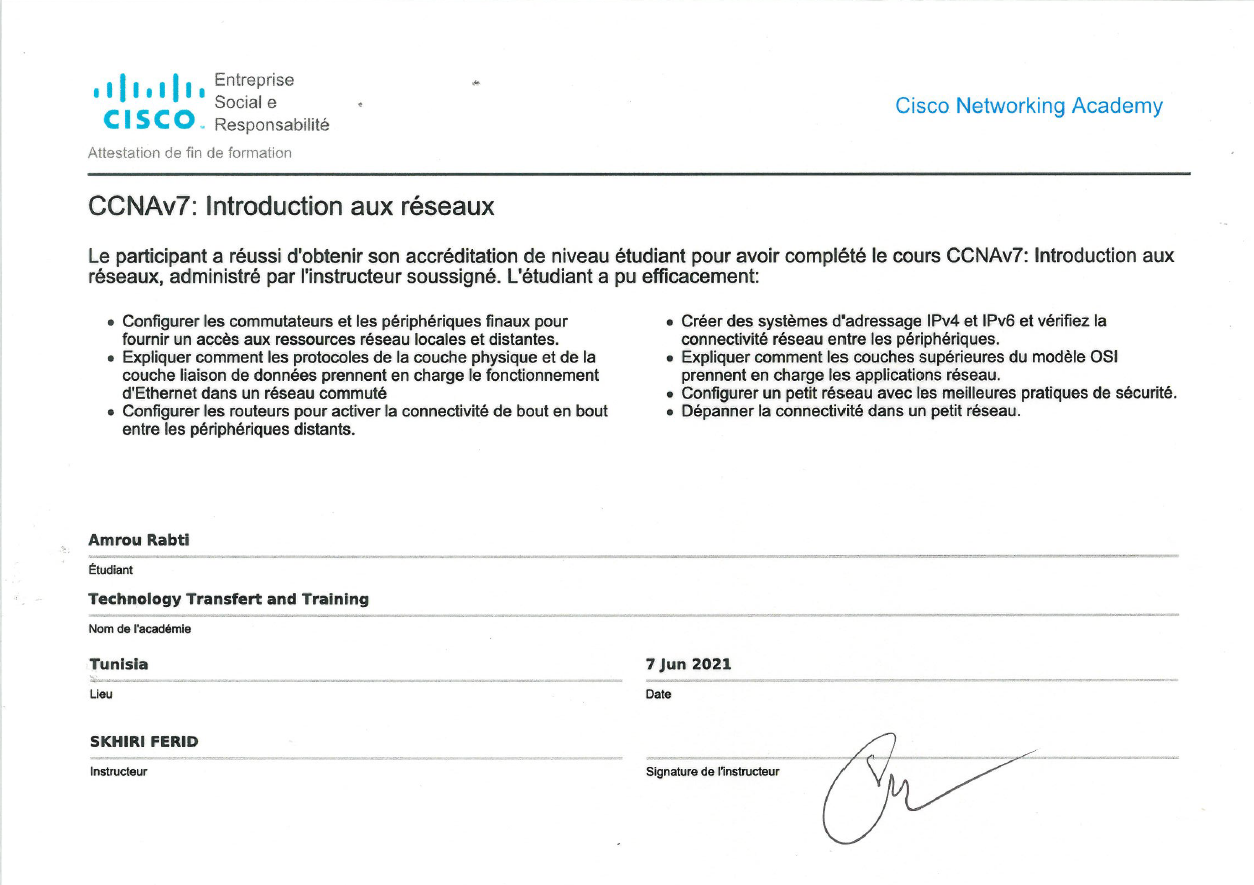 Entreprise
Social e
CISCO Responsabilité
Cisco Networking Academy
Attestation de fin de formation
CCNAv7: Introduction aux réseaux
Le participant a réussi d'obtenir son accréditation de niveau étudiant pour avoir complété le cours CCNAv7: Introduction aux
réseaux, administré par l'instructeur soussigné. L'étudiant a pu efficacement:
• Configurer les commutateurs et les périphériques finaux pour
fournir un accès aux ressources réseau locales et distantes.
• Expliquer comment les protocoles de la couche physique et de la
couche liaison de données prennent en charge le fonctionnement
d'Ethernet dans un réseau commuté
• Configurer les routeurs pour activer la connectivité de bout en bout
entre les périphériques distants.
• Créer des systèmes d'adressage IPv4 et IPv6 et vérifiez la
connectivité réseau entre les périphériques.
• Expliquer comment les couches supérieures du modèle OSI
prennent en charge les applications réseau.
• Configurer un petit réseau avec les meilleures pratiques de sécurité.
• Dépanner la connectivité dans un petit réseau.
Amrou Rabti
Étudiant
Technology Transfert and Training
Nom de l'académie
Tunisia
Lieu
7 Jun 2021
Date
SKHIRI FERID
Instructeur
Signature de l'instructeur